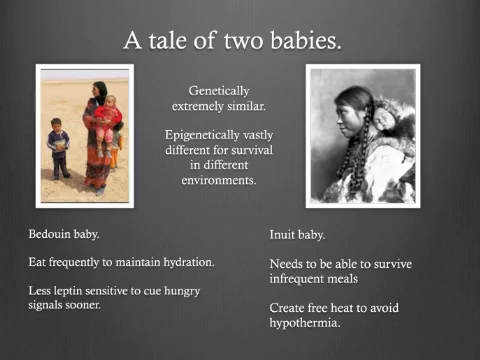 A tale of two babies.
Genetically
extremely similar.
Epigenetically vastly
different for survival
in different
environments.
Bedouin baby.
Eat frequently to maintain hydration.
Less leptin sensitive to cue hungry
signals sooner.
Inuit baby.
Needs to be able to survive
infrequent meals
Create free heat to avoid
hypothermia.